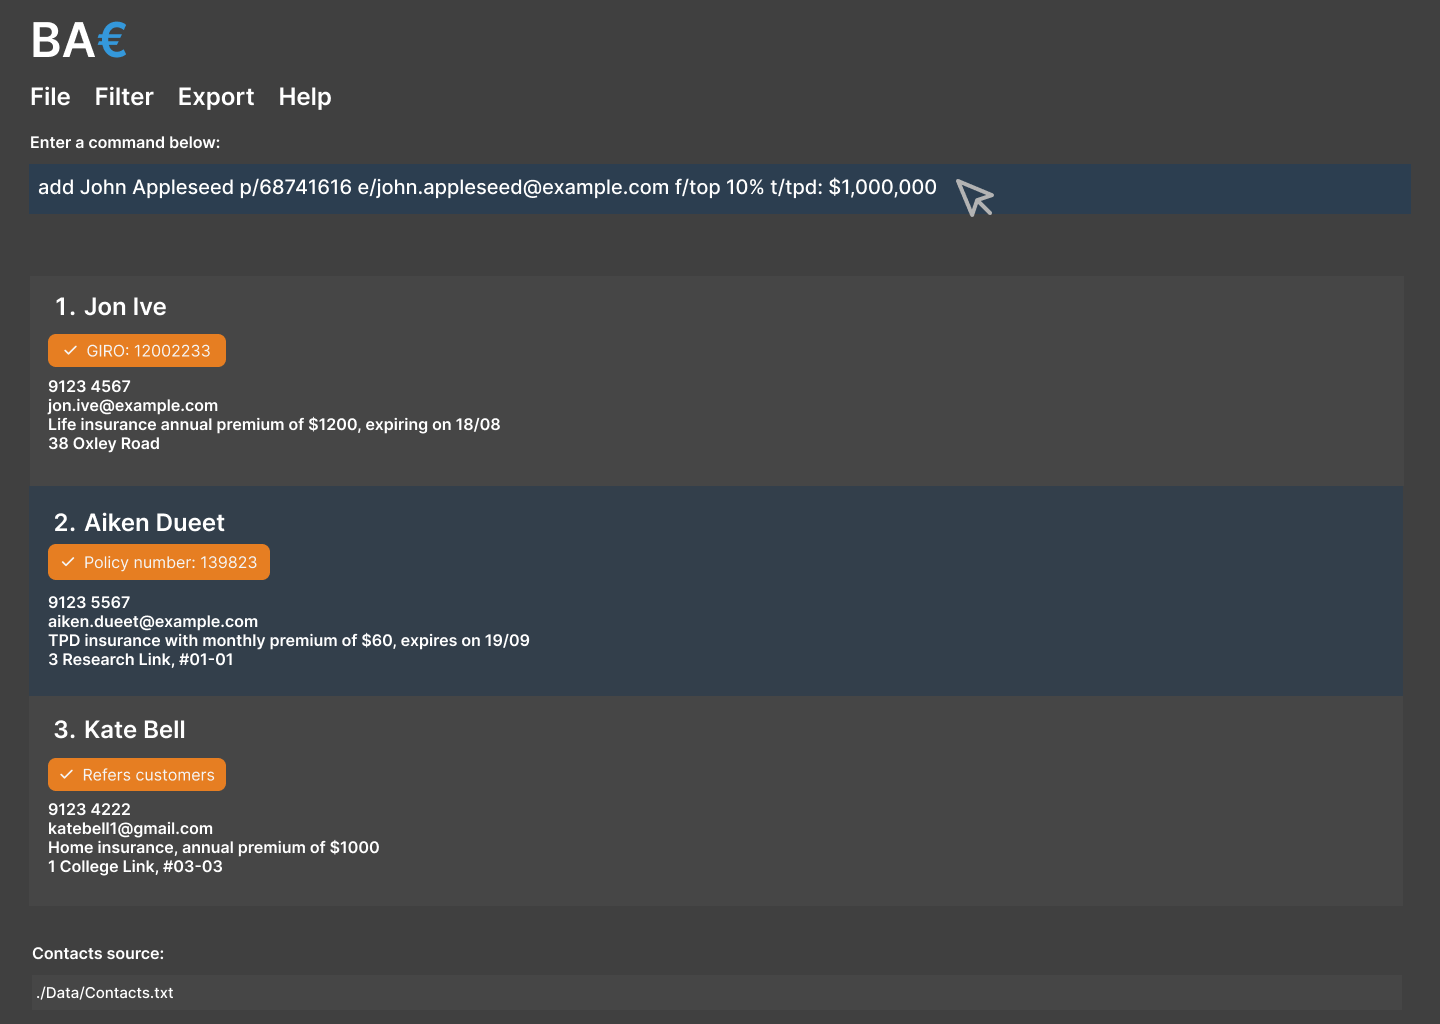 BA€
File Filter Export Help
Enter a command below:
add John Appleseed p/68741616 e/john.appleseed@example.com f/top 10% t/tpd: $1,000,000
1. Jon Ive
GIRO: 12002233
9123 4567
jon.ive@example.com
Life insurance annual premium of $1200, expiring on 18/08
38 Oxley Road
2. Aiken Dueet
Policy number: 139823
9123 5567
aiken.dueet@example.com
TPD insurance with monthly premium of $60, expires on 19/09
3 Research Link, #01-01
3. Kate Bell
Refers customers
9123 4222
katebell1@gmail.com
Home insurance, annual premium of $1000
1 College Link, #03-03
Contacts source:
./Data/Contacts.txt